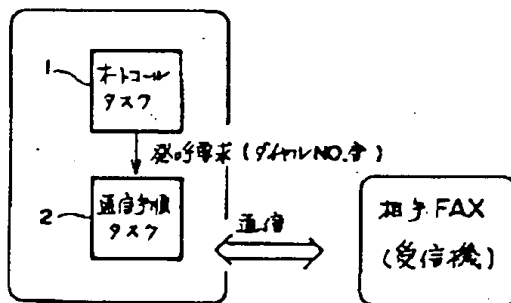 1
オートコール
タスク
発呼要求(ダイヤルNO.含)
2
通信手順
タスク
通信
相手FAX
(受信機)